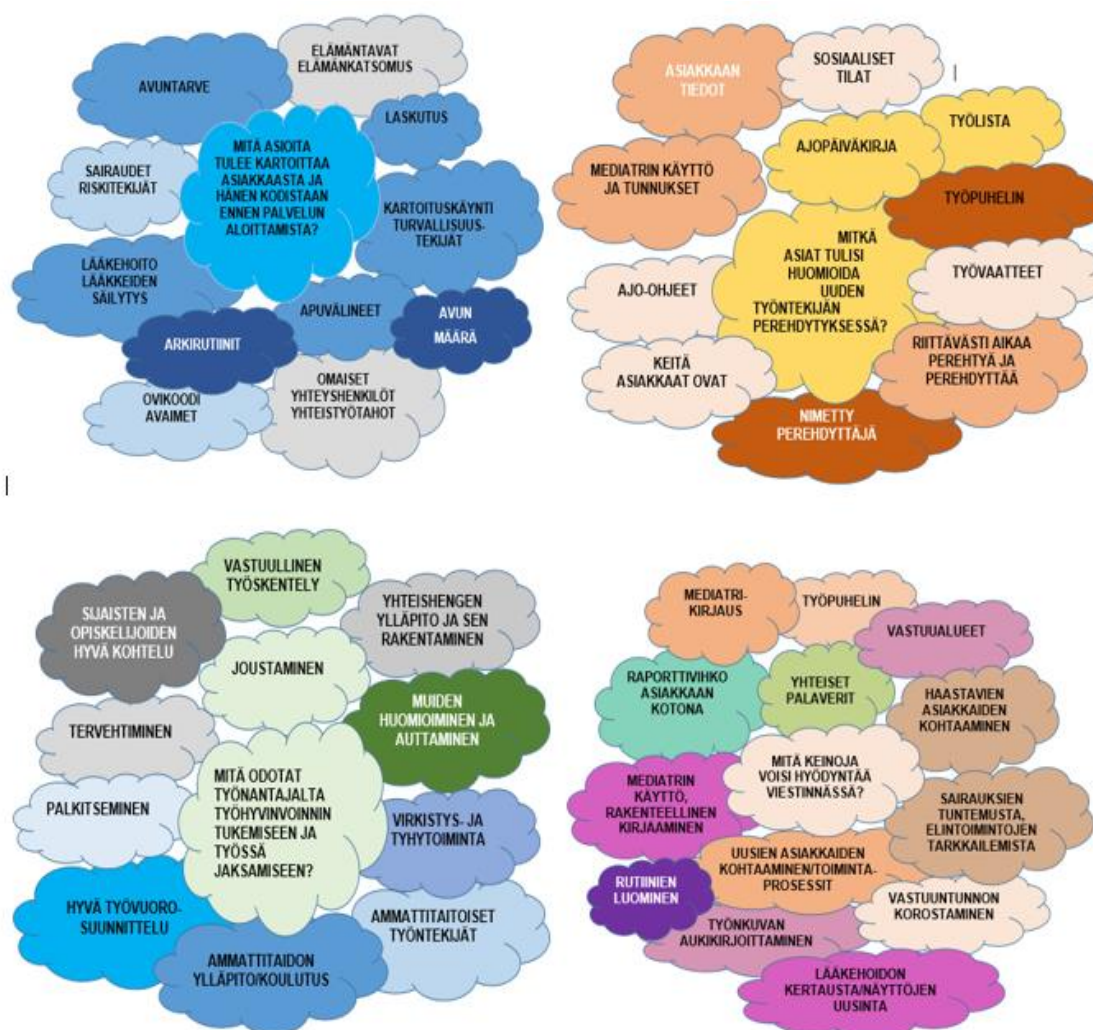 ELÄMÄNTAVAT
ELÄMÄNKATSOMUS
AVUNTARVE
LASKUTUS
MITÄ ASIOITA
TULEE KARTOITTAA
ASIAKKAASTA JA
HÄNEN KODISTAAN
ENNEN PALVELUN
ALOITTAMISTA?
SAIRAUDET
RISKITEKIJÄT
KARTOITUSKÄYNTI
TURVALLISUUS-
TEKIJÄT
LÄÄKEHOITO
LÄÄKKEIDEN
SÄILYTYS
APUVÄLINEET
AVUN
MÄÄRÄ
ARKIRUTIINIT
OMAISET
YHTEYSHENKILÖT
YHTEISTYÖTAHOT
OVIKOODI
AVAIMET
ASIAKKAAN
TIEDOT
SOSIAALISET
TILAT
AJOPÄIVÄKIRJA
TYÖLISTA
MEDIATRIN KÄYTTÖ
JA TUNNUKSET
TYÖPUHELIN
MITKÄ
ASIAT TULISI
HUOMIOIDA
UUDEN
TYÖNTEKIJÄN
PEREHDYTYKSESSÄ?
TYÖVAATTEET
AJO-OHJEET
RIITTÄVÄSTI AIKAA
PEREHTYÄ JA
PEREHDYTTÄÄ
KEITÄ
ASIAKKAAT OVAT
NIMETTY
PEREHDYTTÄJÄ
VASTUULLINEN
TYÖSKENTELY
SIJAISTEN JA
OPISKELIJOIDEN
HYVÄ KOHTELU
YHTEISHENGEN
YLLÄPITO JA SEN
RAKENTAMINEN
JOUSTAMINEN
MUIDEN
HUOMIOIMINEN JA
AUTTAMINEN
TERVEHTIMINEN
MITÄ ODOTAT
TYÖNANTAJALTA
TYÖHYVINVOINNIN
TUKEMISEEN JA
TYÖSSÄ
JAKSAMISEEN?
PALKITSEMINEN
VIRKISTYS- JA
TYHYTOIMINTA
HYVÄ TYÖVUORO-
SUUNNITTELU
AMMATTITAITOISET
TYÖNTEKIJÄT
AMMATTITAIDON
YLLÄPITO/KOULUTUS
MEDIATRI-
KIRJAUS
TYÖPUHELIN
VASTUUALUEET
RAPORTTIVIHKO
ASIAKKAAN
KOTONA
YHTEISET
PALAVERIT
HAASTAVIEN
ASIAKKAIDEN
KOHTAAMINEN
MITÄ KEINOJA
VOISI HYÖDYNTÄÄ
VIESTINNÄSSÄ?
MEDIATRIN
KÄYTTÖ,
RAKENTEELLINEN
KIRJAAMINEN
SAIRAUKSIEN
TUNTEMUSTA,
ELINTOIMINTOJEN
TARKKAILEMISTA
UUSIEN ASIAKKAIDEN
KOHTAAMINEN/TOIMINTA-
PROSESSIT
RUTIINIEN
LUOMINEN
VASTUUNTUNNON
KOROSTAMINEN
TYÖNKUVAN
AUKIKIRJOITTAMINEN
LÄÄKEHOIDON
KERTAUSTA/NÄYTTÖJEN
UUSINTA